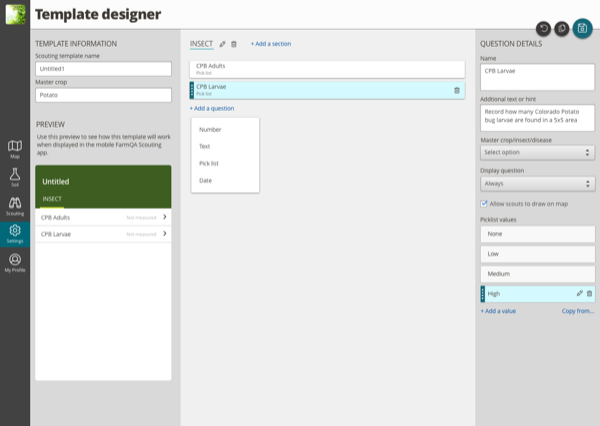 Template designer
TEMPLATE INFORMATION
Scouting template name
Untitled1
Master crop
Potato
PREVIEW
Use this preview to see how this template will work
when displayed in the mobile FarmQA Scouting
app.
Untitled
INSECT
CPB Adults
Not measured
CPB Larvae
Not measured
Map
Soil
Scouting
Settings
My Profile
INSECT
+ Add a section
CPB Adults
Pick list
CPB Larvae
Pick list
+ Add a question
Number
Text
Pick list
Date
QUESTION DETAILS
Name
CPB Larvae
Additional text or hint
Record how many Colorado Potato
bug larvae are found in a 5x5 area
Master crop/insect/disease
Select option
Display question
Always
Allow scouts to draw on map
Picklist values
None
Low
Medium
High
+ Add a value
Copy from...